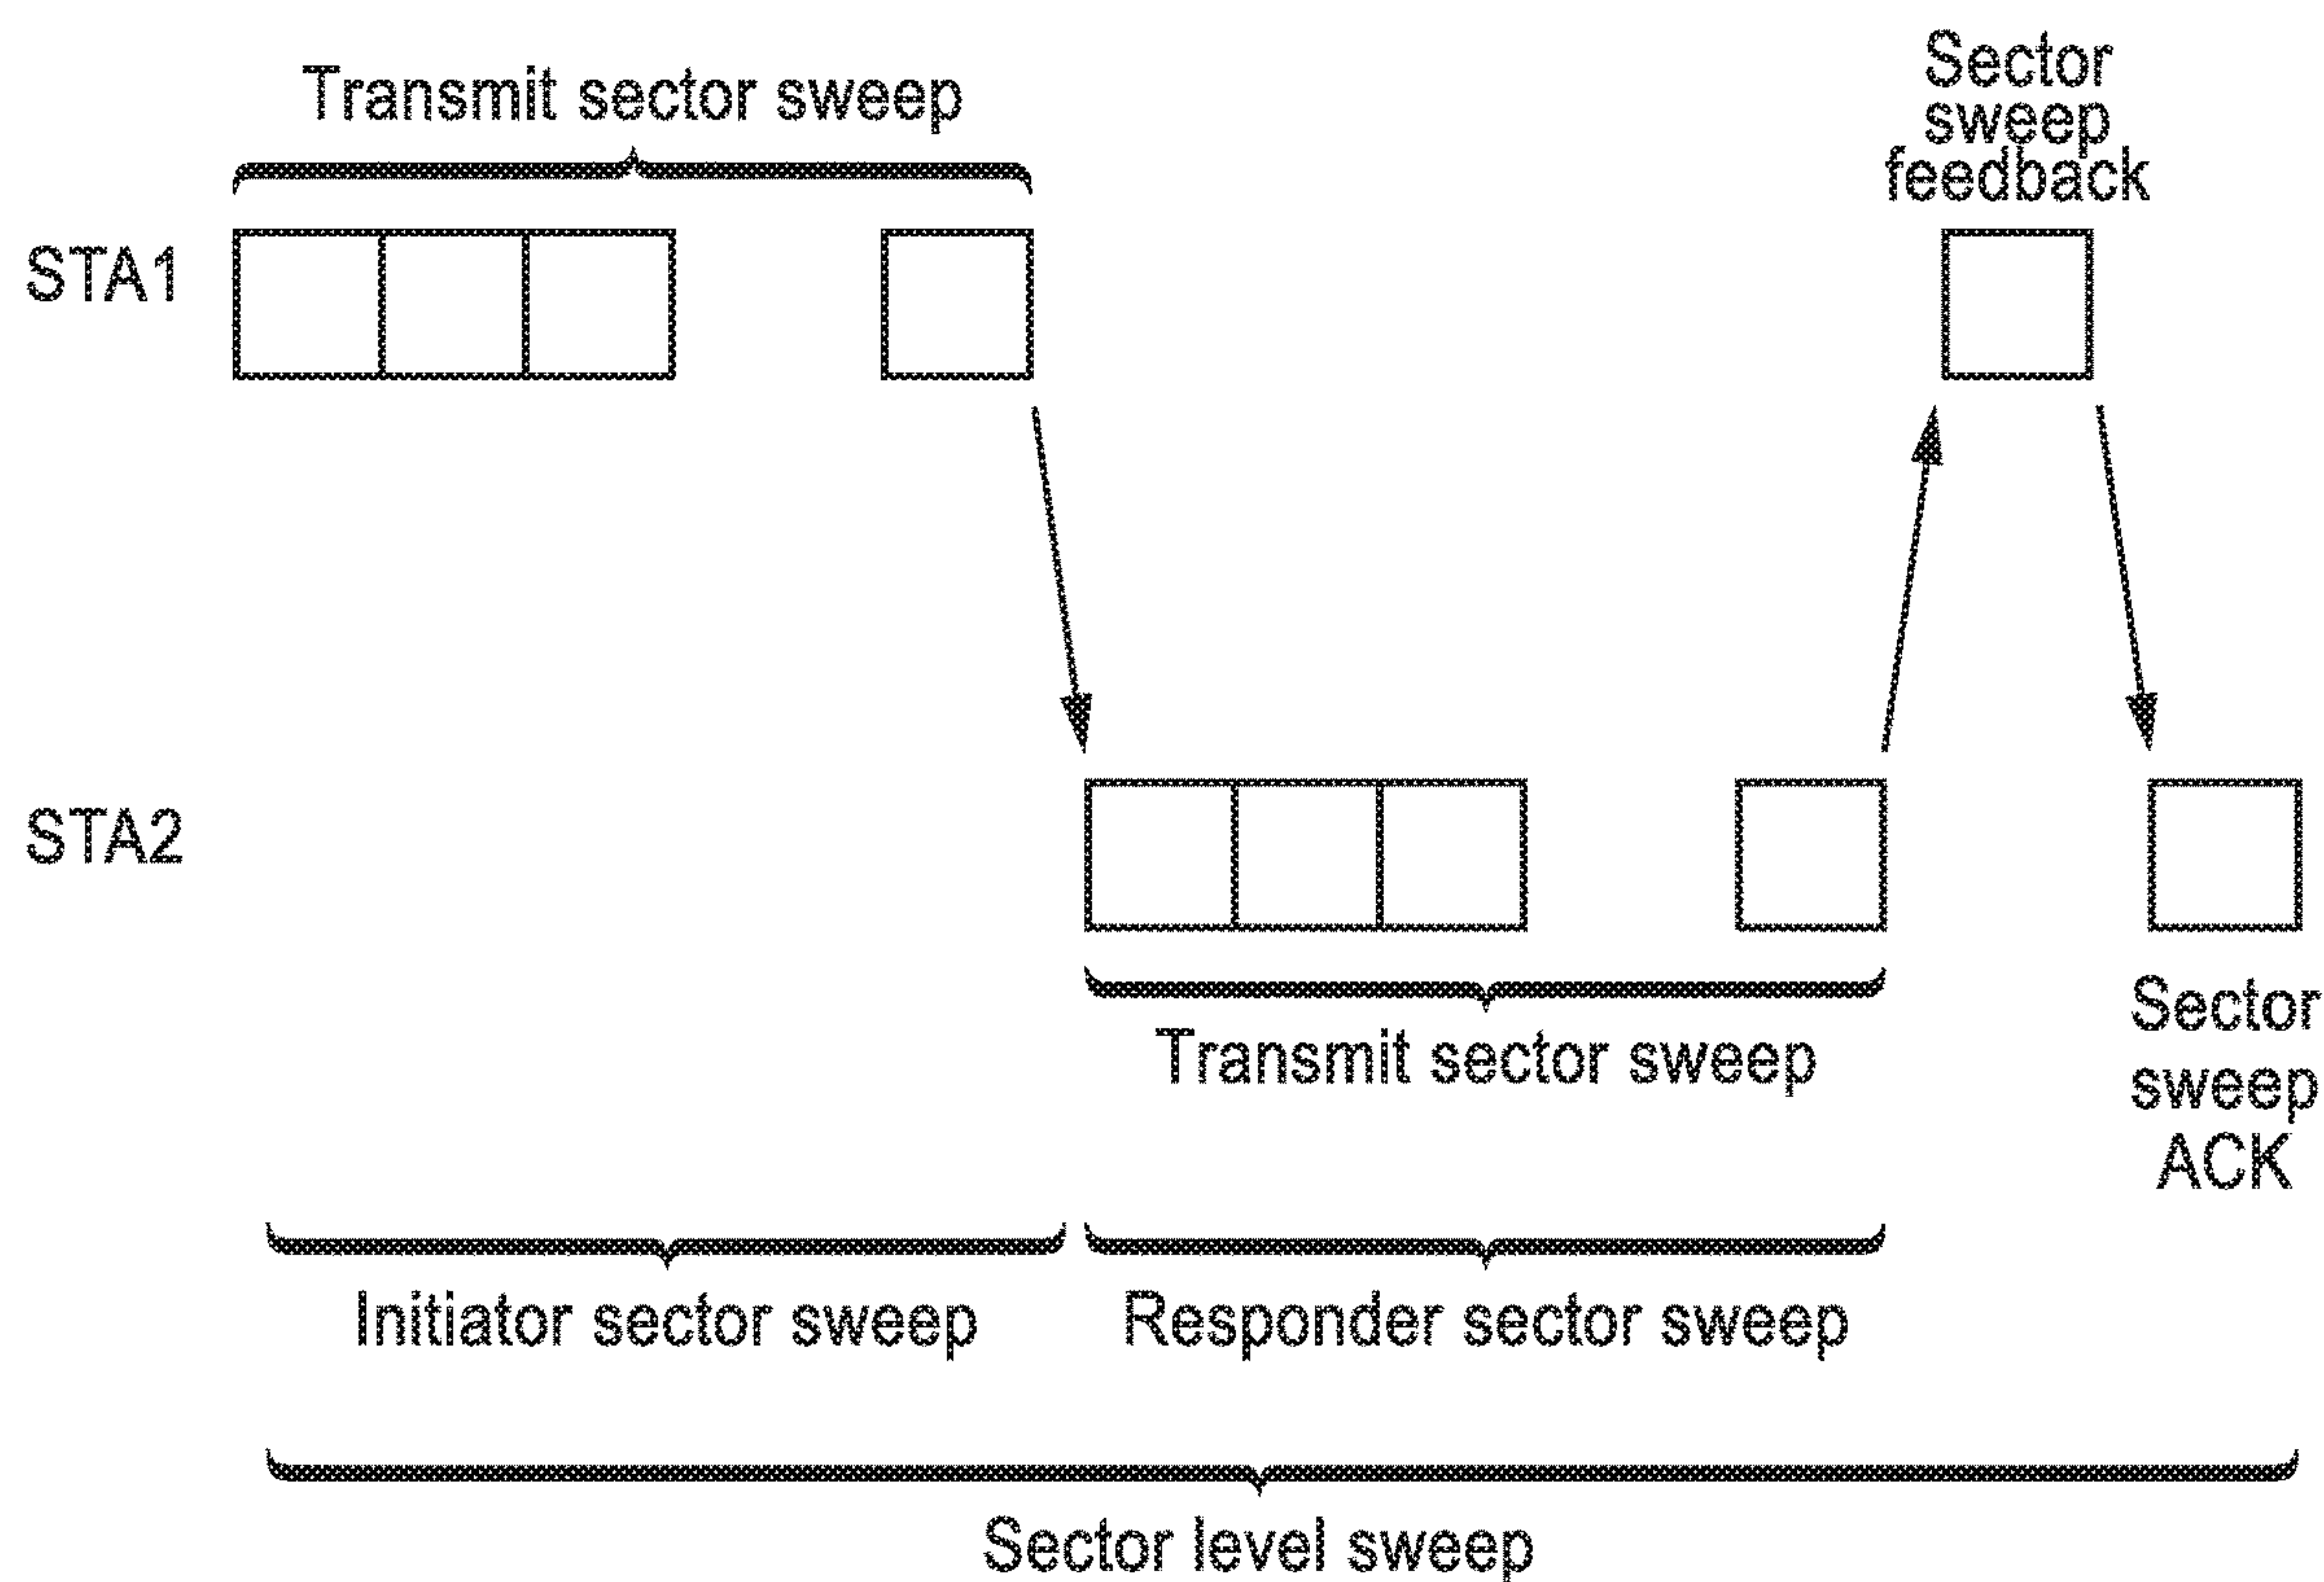 Transmit sector sweep
Sector
sweep
feedback
STA1
STA2
Transmit sector sweep
Sector
sweep
ACK
Initiator sector sweep
Responder sector sweep
Sector level sweep